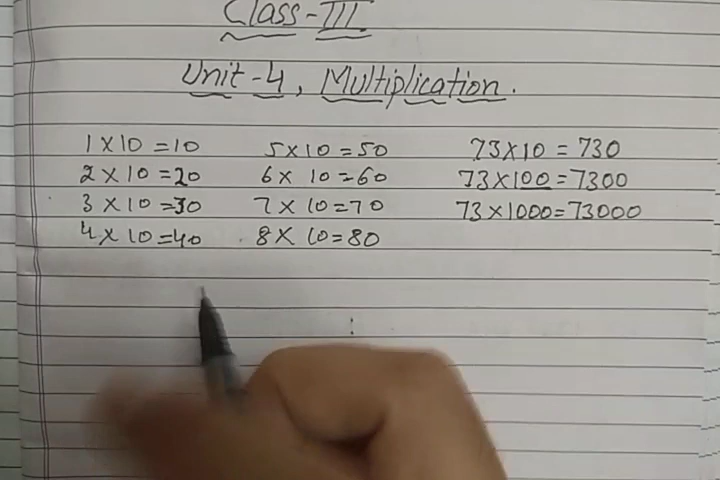 Class-III
Unit-4, Multiplication.
1 X 10 = 10
2 X 10 = 20
3 X 10 = 30
4 X 10 = 40
5 X 10 = 50
6 X 10 = 60
7 X 10 = 70
8 X 10 = 80
73 X 10 = 730
73 X 100 = 7300
73 X 1000 = 73000